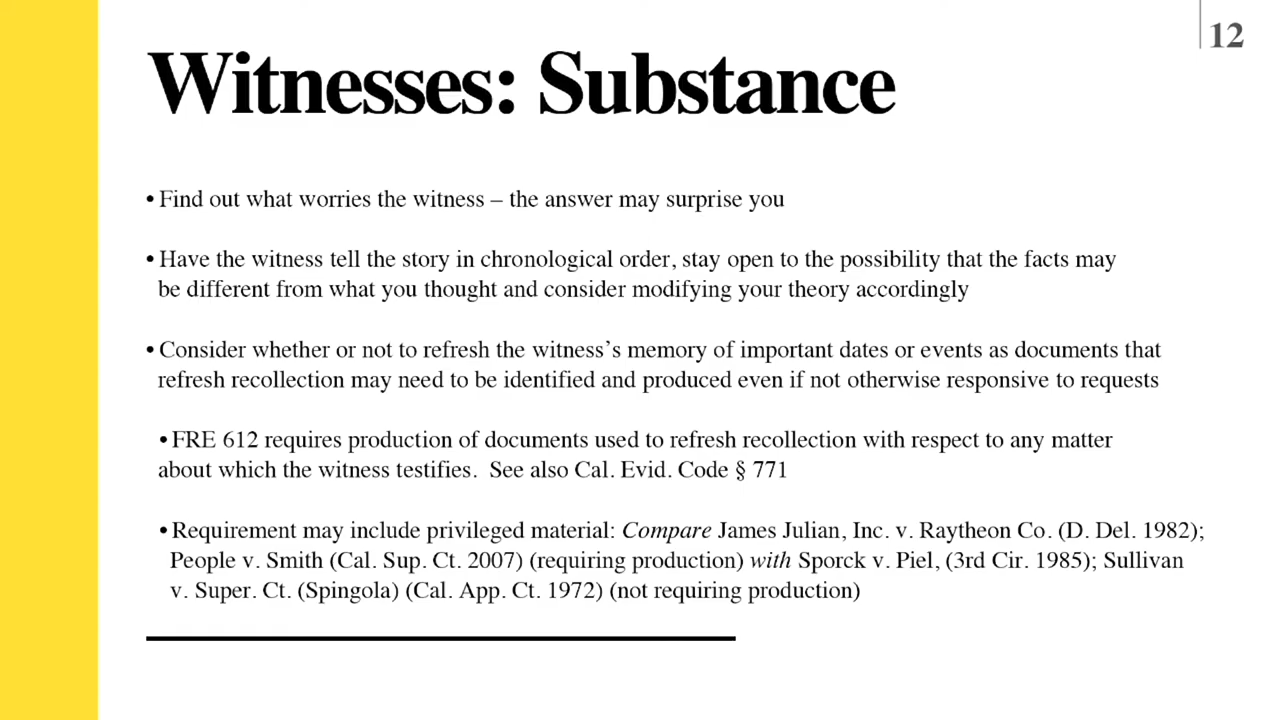 12
Witnesses: Substance
• Find out what worries the witness – the answer may surprise you
• Have the witness tell the story in chronological order, stay open to the possibility that the facts may
be different from what you thought and consider modifying your theory accordingly
• Consider whether or not to refresh the witness’s memory of important dates or events as documents that
refresh recollection may need to be identified and produced even if not otherwise responsive to requests
• FRE 612 requires production of documents used to refresh recollection with respect to any matter
about which the witness testifies.  See also Cal. Evid. Code § 771
• Requirement may include privileged material: Compare James Julian, Inc. v. Raytheon Co. (D. Del. 1982);
People v. Smith (Cal. Sup. Ct. 2007) (requiring production) with Sporck v. Piel, (3rd Cir. 1985); Sullivan
v. Super. Ct. (Spingola) (Cal. App. Ct. 1972) (not requiring production)